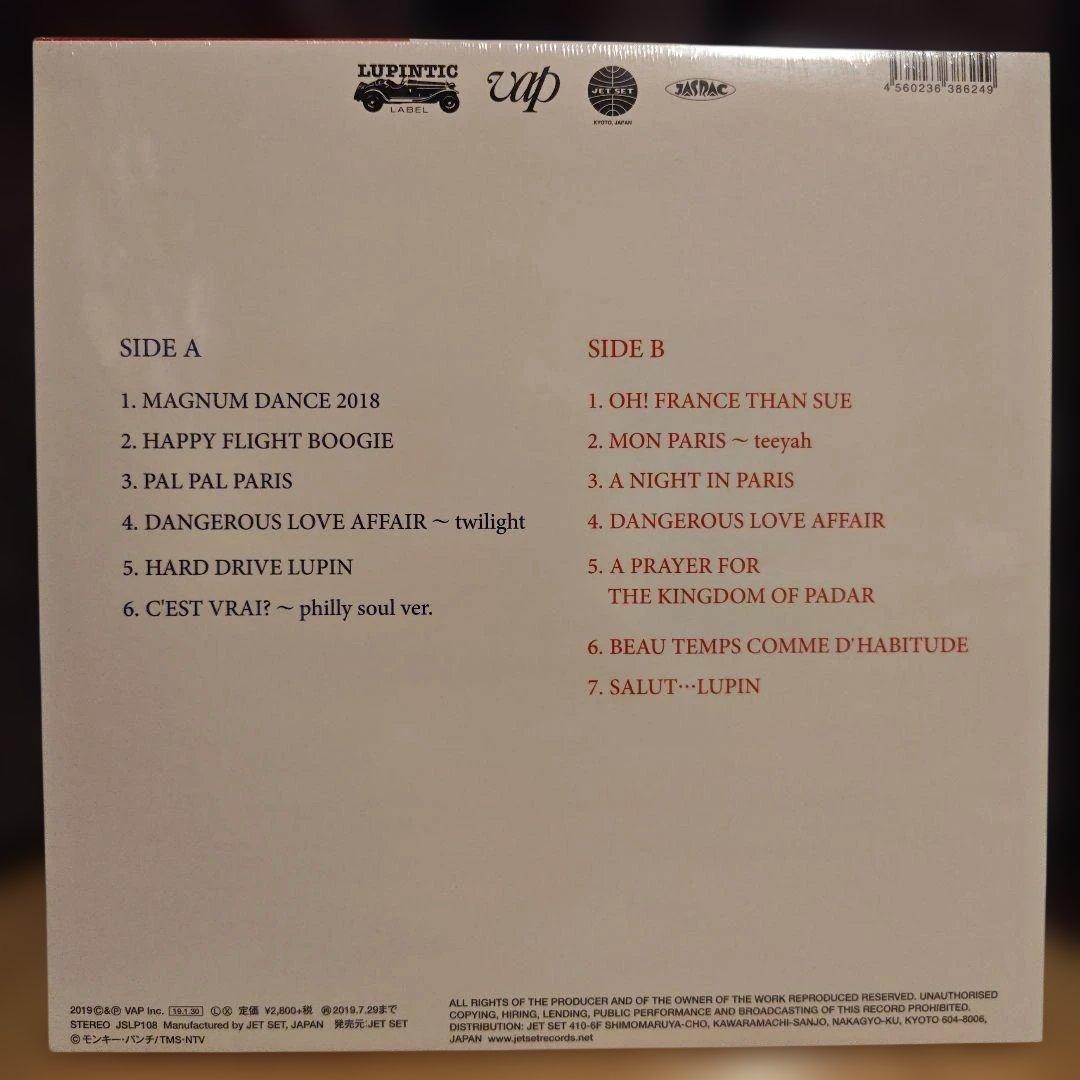 LUPINTIC
LABEL
vap
JET SET
KYOTO, JAPAN
JASRAC
4 560236 386249
SIDE A
1. MAGNUM DANCE 2018
2. HAPPY FLIGHT BOOGIE
3. PAL PAL PARIS
4. DANGEROUS LOVE AFFAIR ~ twilight
5. HARD DRIVE LUPIN
6. C'EST VRAI? ~ philly soul ver.
SIDE B
1. OH! FRANCE THAN SUE
2. MON PARIS ~ teeyah
3. A NIGHT IN PARIS
4. DANGEROUS LOVE AFFAIR
5. A PRAYER FOR
THE KINGDOM OF PADAR
6. BEAU TEMPS COMME D'HABITUDE
7. SALUT…LUPIN
2019©&℗ VAP Inc. 19.1.30 Ⓛ Ⓧ 定価 ¥2,800+税 ㊕2019.7.29まで
STEREO JSLP108 Manufactured by JET SET, JAPAN 発売元:JET SET
©モンキー・パンチ/TMS・NTV
ALL RIGHTS OF THE PRODUCER AND OF THE OWNER OF THE WORK REPRODUCED RESERVED. UNAUTHORISED
COPYING, HIRING, LENDING, PUBLIC PERFORMANCE AND BROADCASTING OF THIS RECORD PROHIBITED.
DISTRIBUTION: JET SET 410-6F SHIMOMARUYA-CHO, KAWARAMACHI-SANJO, NAKAGYO-KU, KYOTO 604-8006,
JAPAN www.jetsetrecords.net